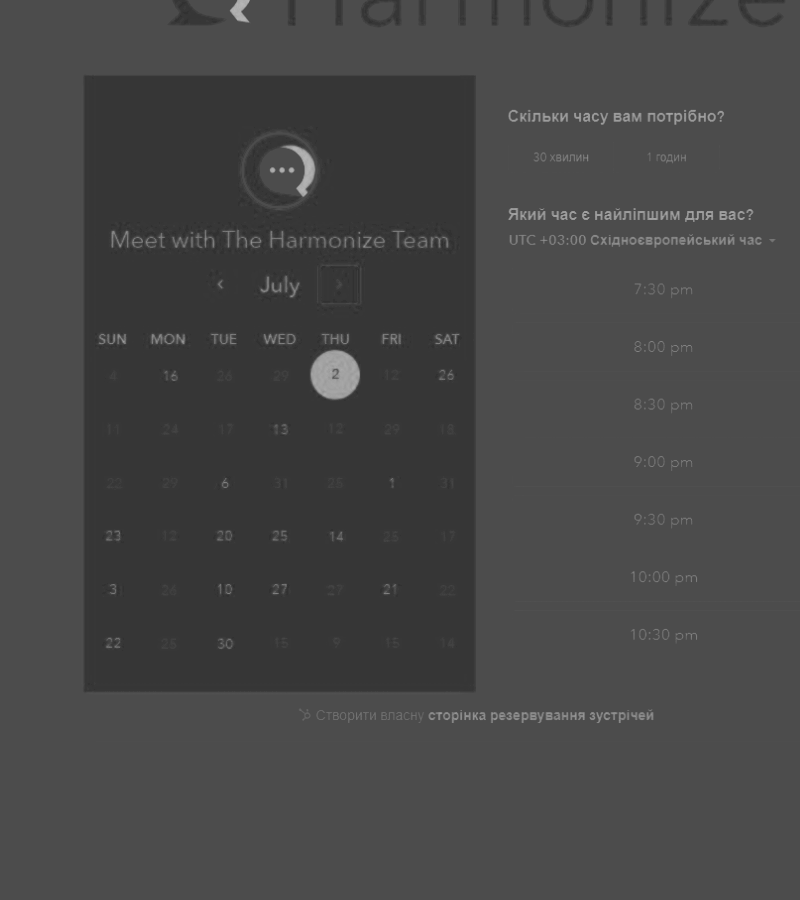 Harmonize
Meet with The Harmonize Team
July
SUN MON TUE WED THU FRI SAT
4 16 26 29 2 12 26
11 24 17 13 12 29 18
22 29 6 31 25 1 31
23 12 20 25 14 25 17
3 26 10 27 27 21 22
22 25 30 15 9 15 14
Скільки часу вам потрібно?
30 хвилин 1 годин
Який час є найліпшим для вас?
UTC +03:00 Східноєвропейський час
7:30 pm
8:00 pm
8:30 pm
9:00 pm
9:30 pm
10:00 pm
10:30 pm
Створити власну сторінка резервування зустрічей